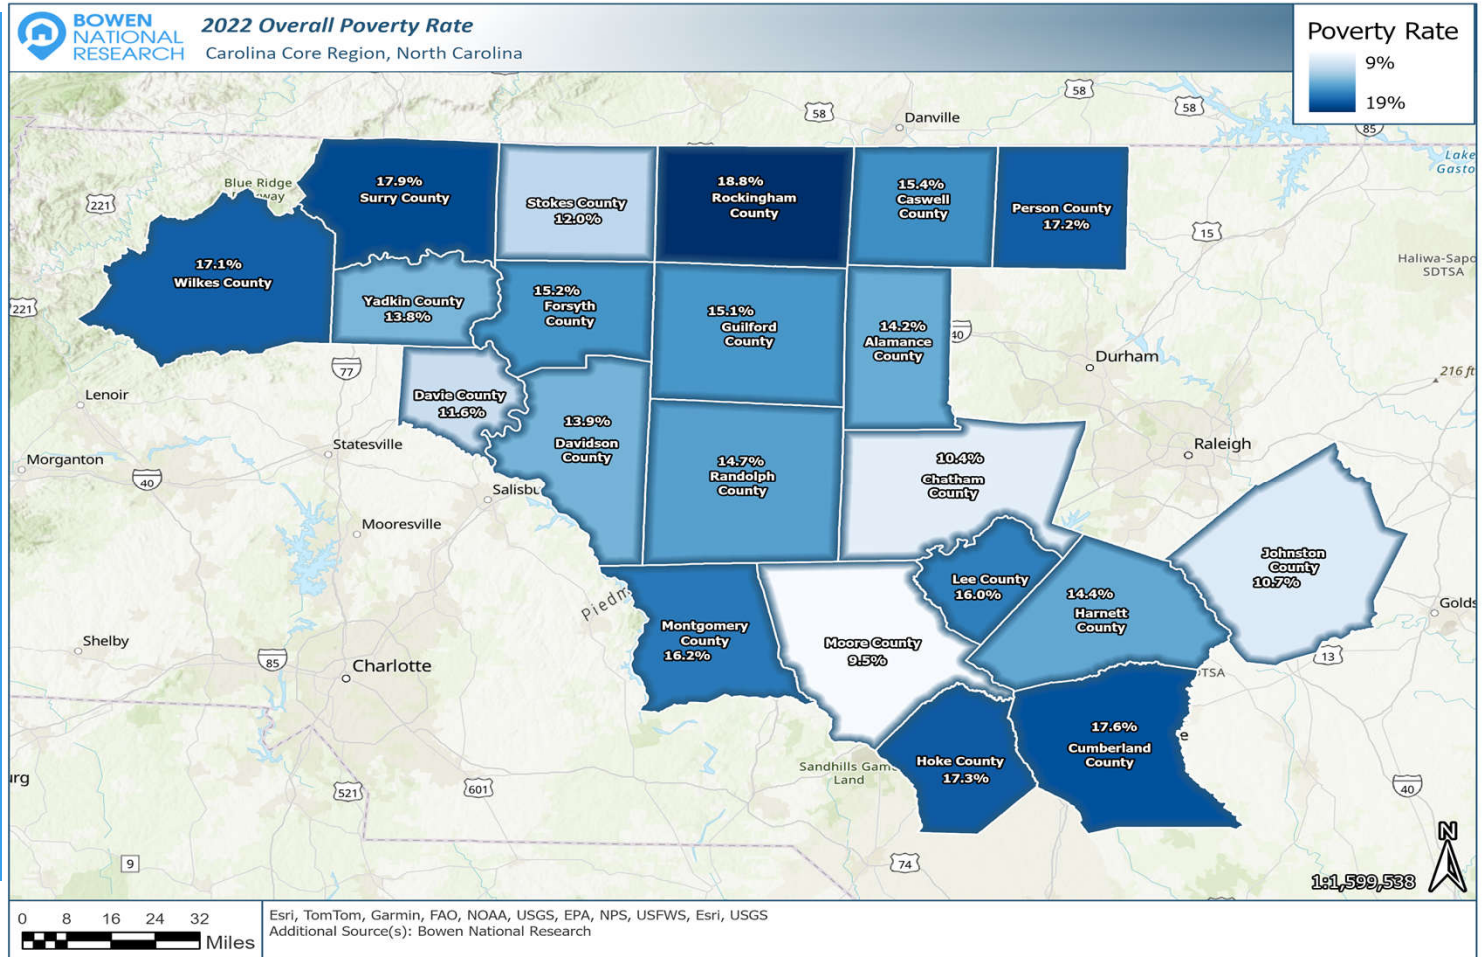 BOWEN
NATIONAL
RESEARCH
2022 Overall Poverty Rate
Carolina Core Region, North Carolina
Poverty Rate
9%
19%
58
58
58
Danville
85
Lake
Gasto
Blue Ridge
way
221
17.9%
Surry County
Stokes County
12.0%
18.8%
Rockingham
County
15.4%
Caswell
County
Person County
17.2%
15
Haliwa-Sapo
SDTSA
17.1%
Wilkes County
221
Yadkin County
13.8%
15.2%
Forsyth
County
15.1%
Guilford
County
14.2%
Alamance
County
40
Durham
216 ft
77
Lenoir
Davie County
11.6%
13.9%
Davidson
County
Statesville
Morganton
40
14.7%
Randolph
County
10.4%
Chatham
County
Raleigh
Salisbu
Mooresville
Johnston
County
10.7%
Lee County
16.0%
14.4%
Harnett
County
Golds
Piedm
Montgomery
County
16.2%
Moore County
9.5%
Shelby
85
Charlotte
13
TSA
17.6%
Cumberland
County
e
Hoke County
17.3%
Sandhills Game
Land
urg
521
601
40
9
74
N
1:1,599,538
0 8 16 24 32
Miles
Esri, TomTom, Garmin, FAO, NOAA, USGS, EPA, NPS, USFWS, Esri, USGS
Additional Source(s): Bowen National Research